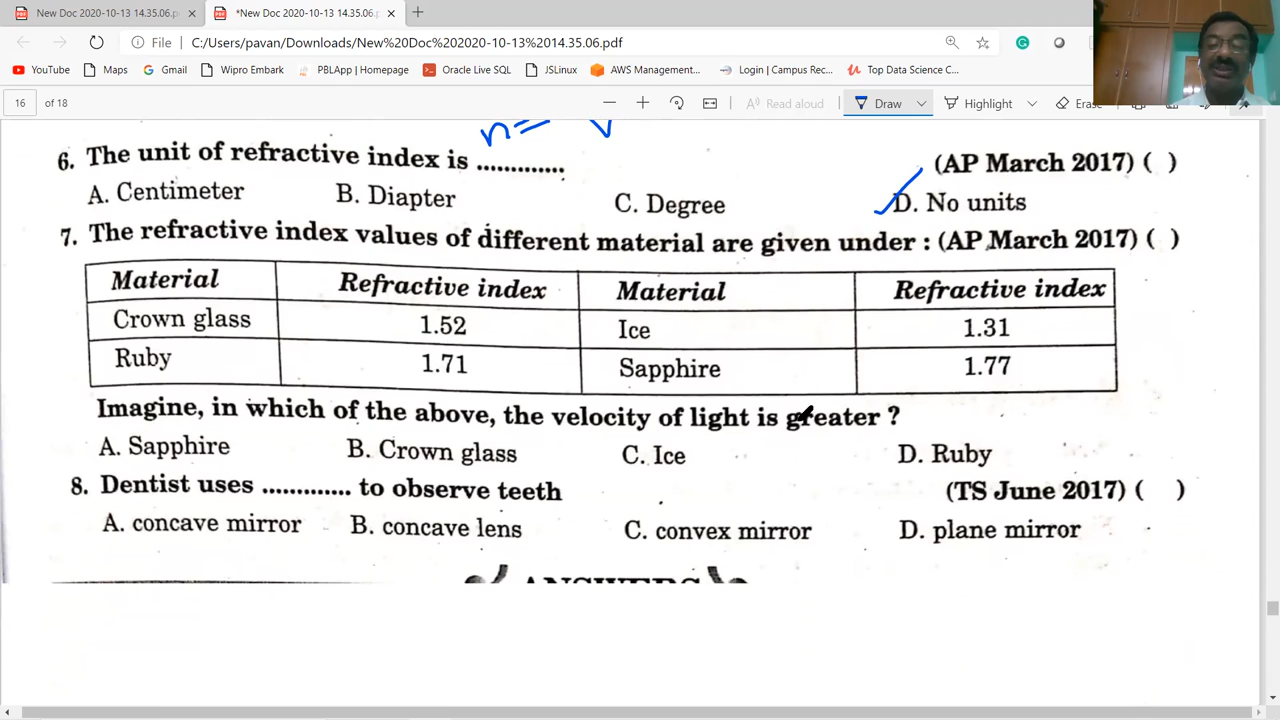 New Doc 2020-10-13 14.35.06.p
*New Doc 2020-10-13 14.35.06.p
File C:/Users/pavan/Downloads/New%20Doc%202020-10-13%2014.35.06.pdf
YouTube Maps Gmail Wipro Embark PBLApp | Homepage Oracle Live SQL JSLinux AWS Management... Login | Campus Rec... Top Data Science C...
16 of 18 Read aloud Draw Highlight Erase
n=
6. The unit of refractive index is ............. (AP March 2017) ( )
A. Centimeter B. Diapter C. Degree D. No units
7. The refractive index values of different material are given under : (AP March 2017) ( )
Material Refractive index Material Refractive index
Crown glass 1.52 Ice 1.31
Ruby 1.71 Sapphire 1.77
Imagine, in which of the above, the velocity of light is greater ?
A. Sapphire B. Crown glass C. Ice D. Ruby
8. Dentist uses ............. to observe teeth (TS June 2017) ( )
A. concave mirror B. concave lens C. convex mirror D. plane mirror
ANSWERS